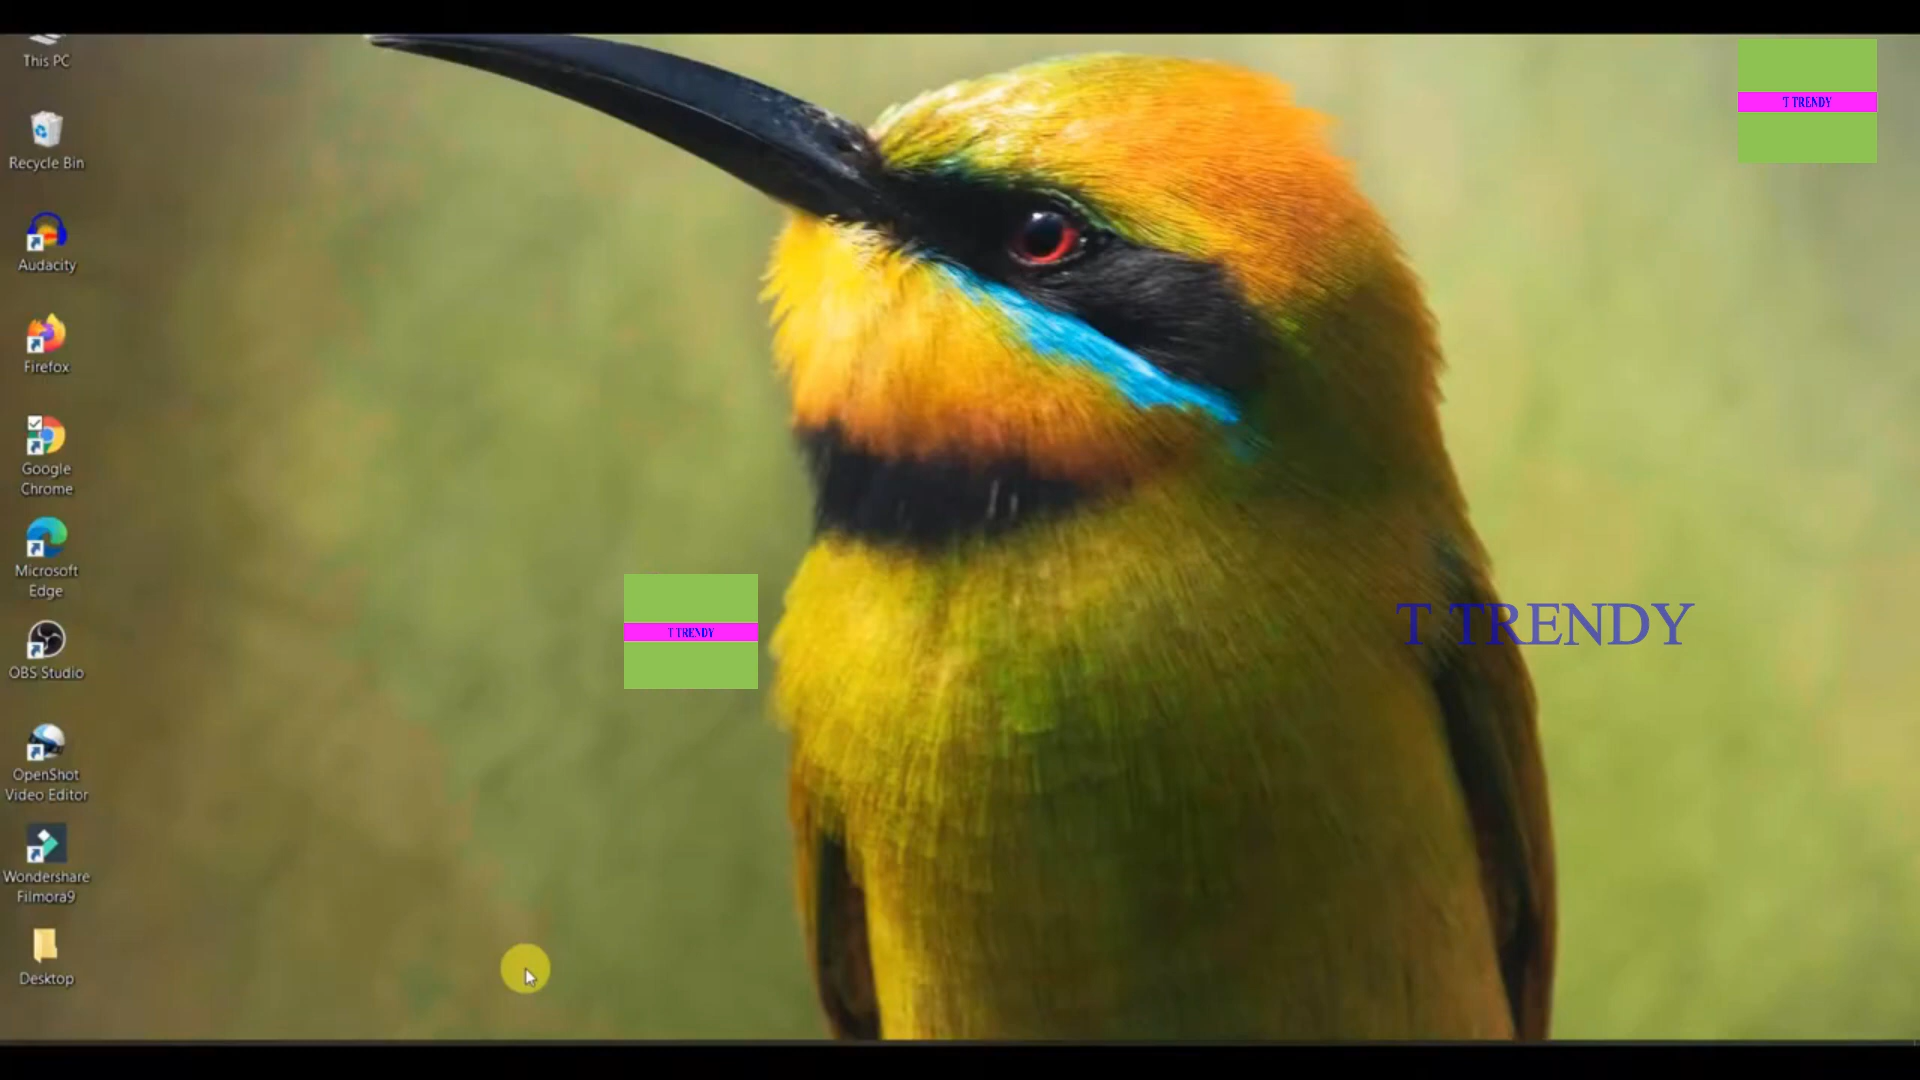 This PC
Recycle Bin
Audacity
Firefox
Google
Chrome
Microsoft
Edge
OBS Studio
OpenShot
Video Editor
Wondershare
Filmora9
Desktop
T TRENDY
T TRENDY
T TRENDY